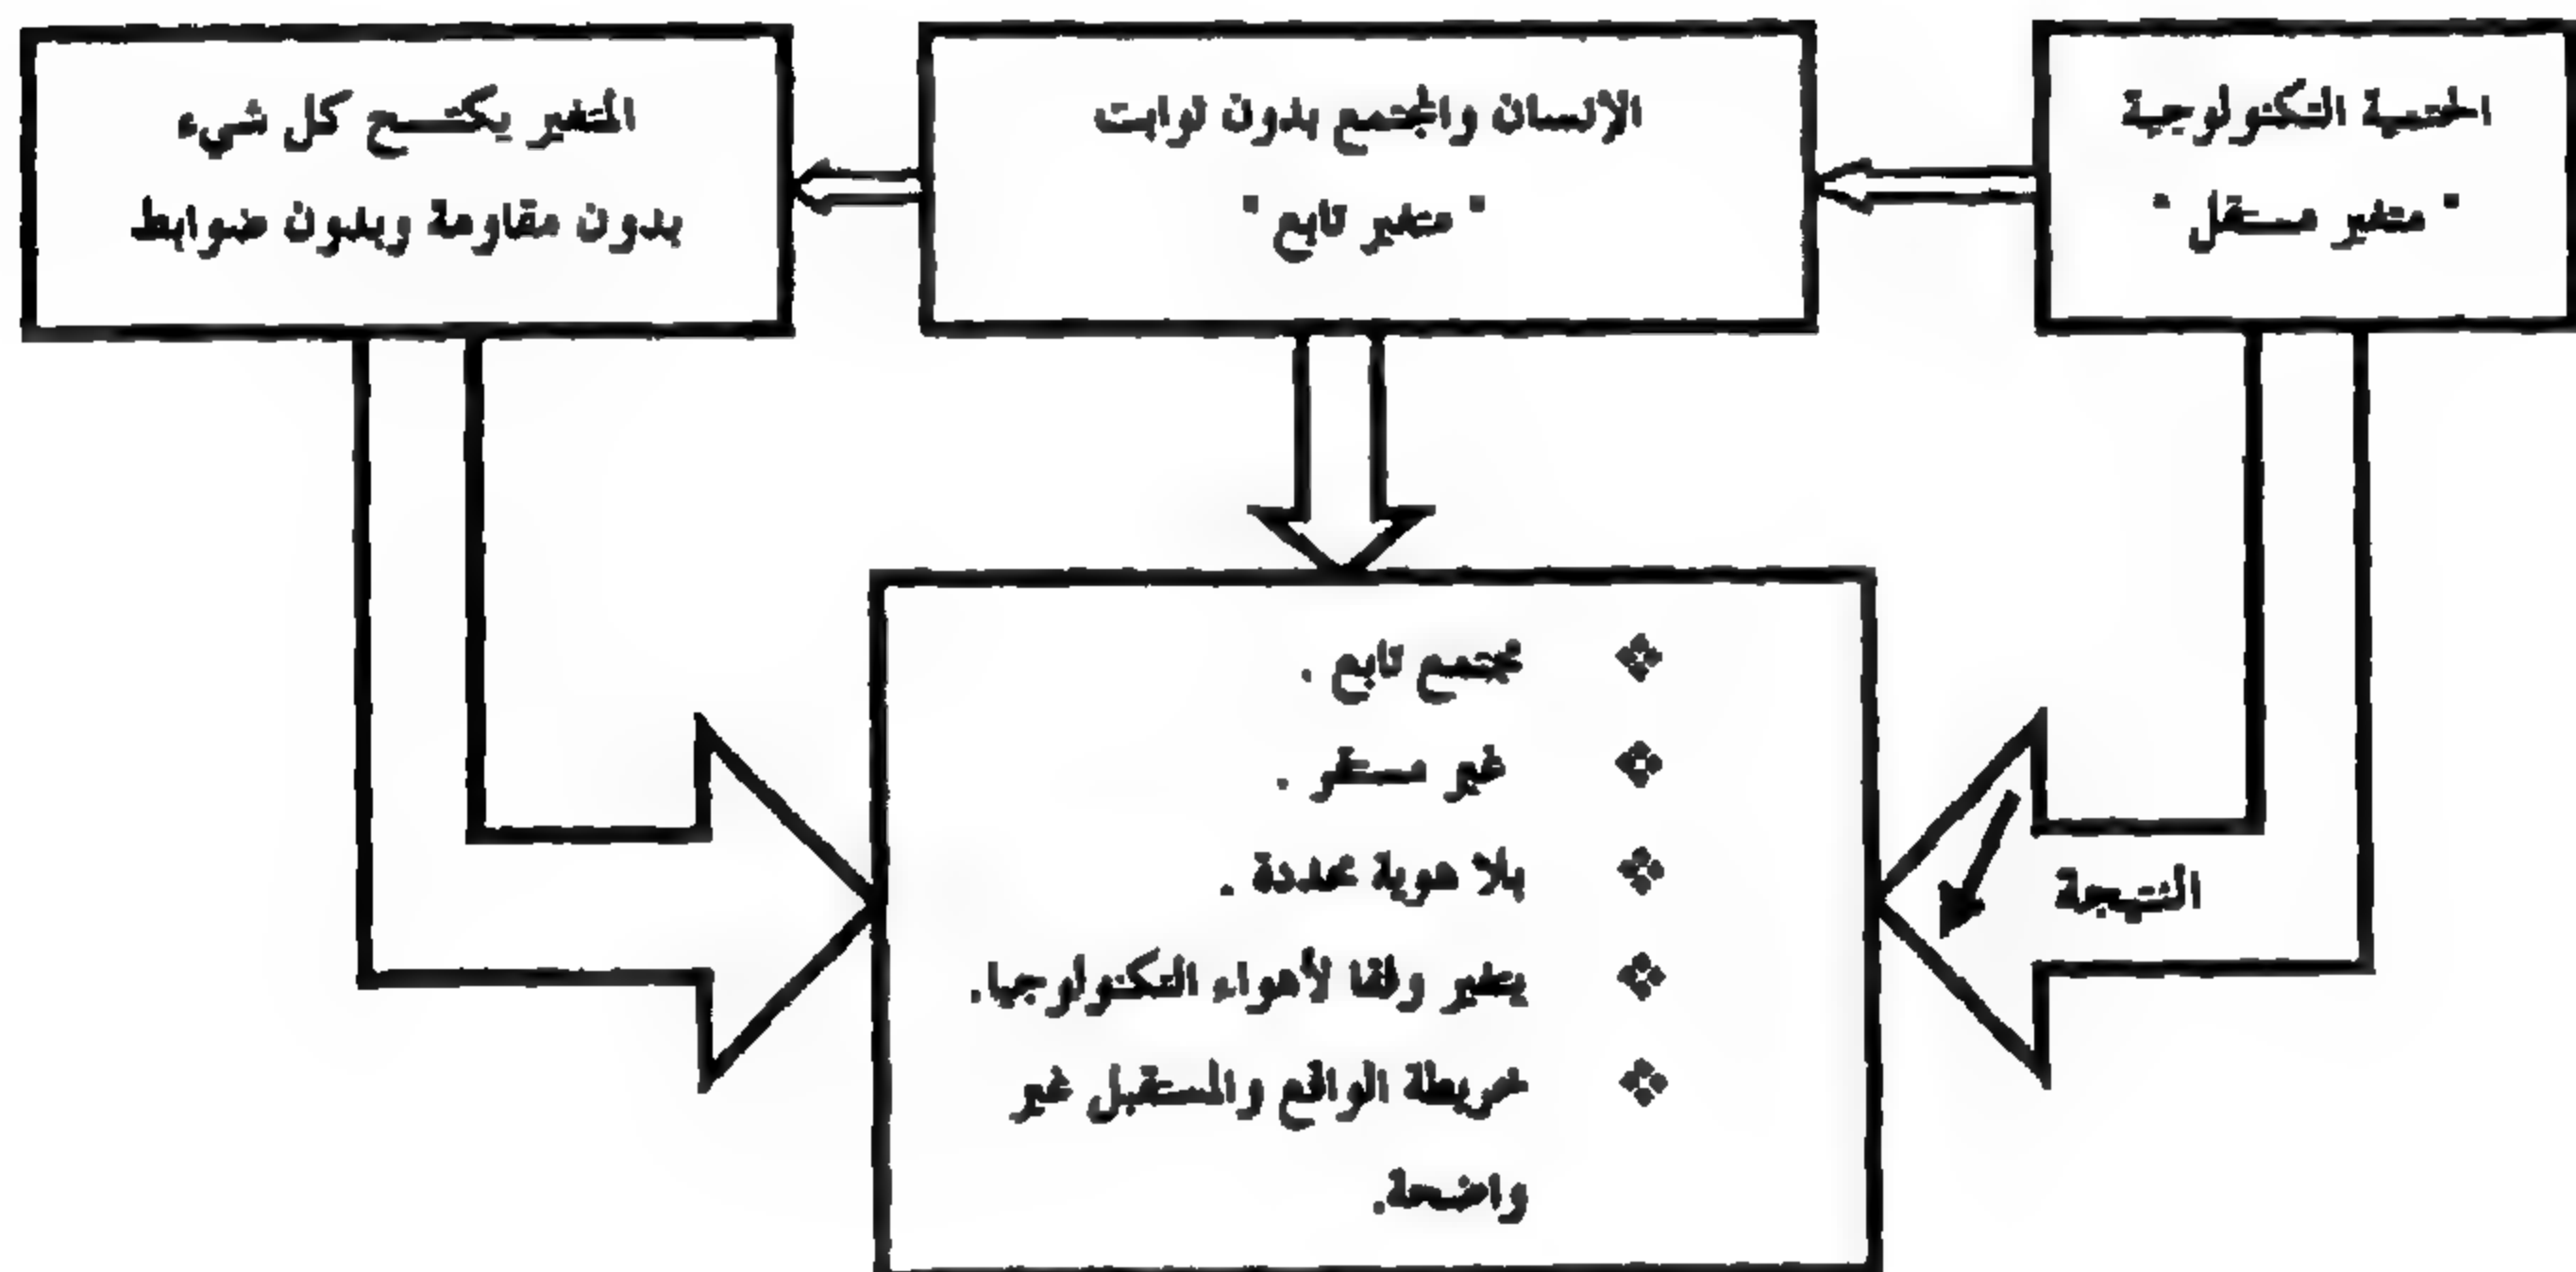 الحتمية التكنولوجية
" متغير مستقل "
الإنسان والمجتمع بدون ثوابت
" متغير تابع "
المتغير يكتسح كل شيء
بدون مقاومة وبدون ضوابط
النتيجة
❖ مجتمع تابع .
❖ غير مستقر .
❖ بلا هوية محددة .
❖ يتغير وفقا لأهواء التكنولوجيا.
❖ خريطة الواقع والمستقبل غير
واضحة.